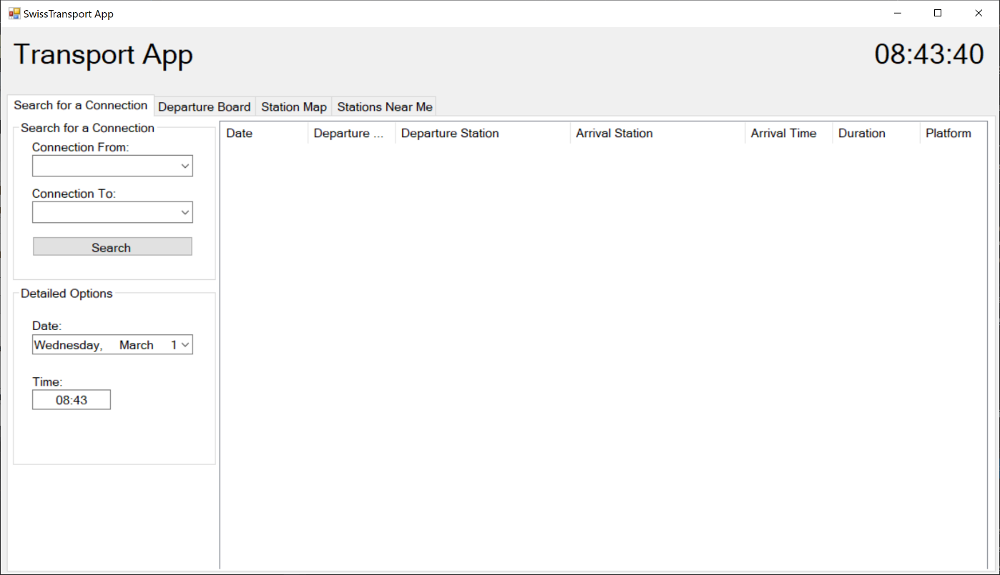 SwissTransport App
Transport App
08:43:40
Search for a Connection
Departure Board
Station Map
Stations Near Me
Search for a Connection
Connection From:
Connection To:
Search
Detailed Options
Date:
Wednesday, March 1
Time:
08:43
Date
Departure ...
Departure Station
Arrival Station
Arrival Time
Duration
Platform